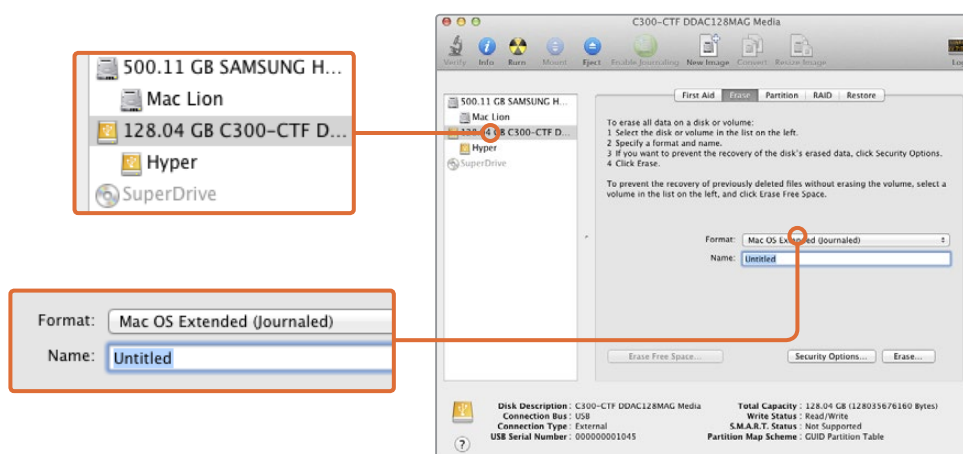 500.11 GB SAMSUNG H...
Mac Lion
128.04 GB C300-CTF D...
Hyper
SuperDrive
Format: Mac OS Extended (Journaled)
Name: Untitled
C300-CTF DDAC128MAG Media
Verify Info Burn Mount Eject Enable Journaling New Image Convert Resize Image
500.11 GB SAMSUNG H...
Mac Lion
128.04 GB C300-CTF D...
Hyper
SuperDrive
First Aid Erase Partition RAID Restore
To erase all data on a disk or volume:
1 Select the disk or volume in the list on the left.
2 Specify a format and name.
3 If you want to prevent the recovery of the disk's erased data, click Security Options.
4 Click Erase.
To prevent the recovery of previously deleted files without erasing the volume, select a
volume in the list on the left, and click Erase Free Space.
Format: Mac OS Extended (Journaled)
Name: Untitled
Erase Free Space... Security Options... Erase...
Disk Description : C300-CTF DDAC128MAG Media
Connection Bus : USB
Connection Type : External
USB Serial Number : 000000001045
Total Capacity : 128.04 GB (128035676160 Bytes)
Write Status : Read/Write
S.M.A.R.T. Status : Not Supported
Partition Map Scheme : GUID Partition Table
?